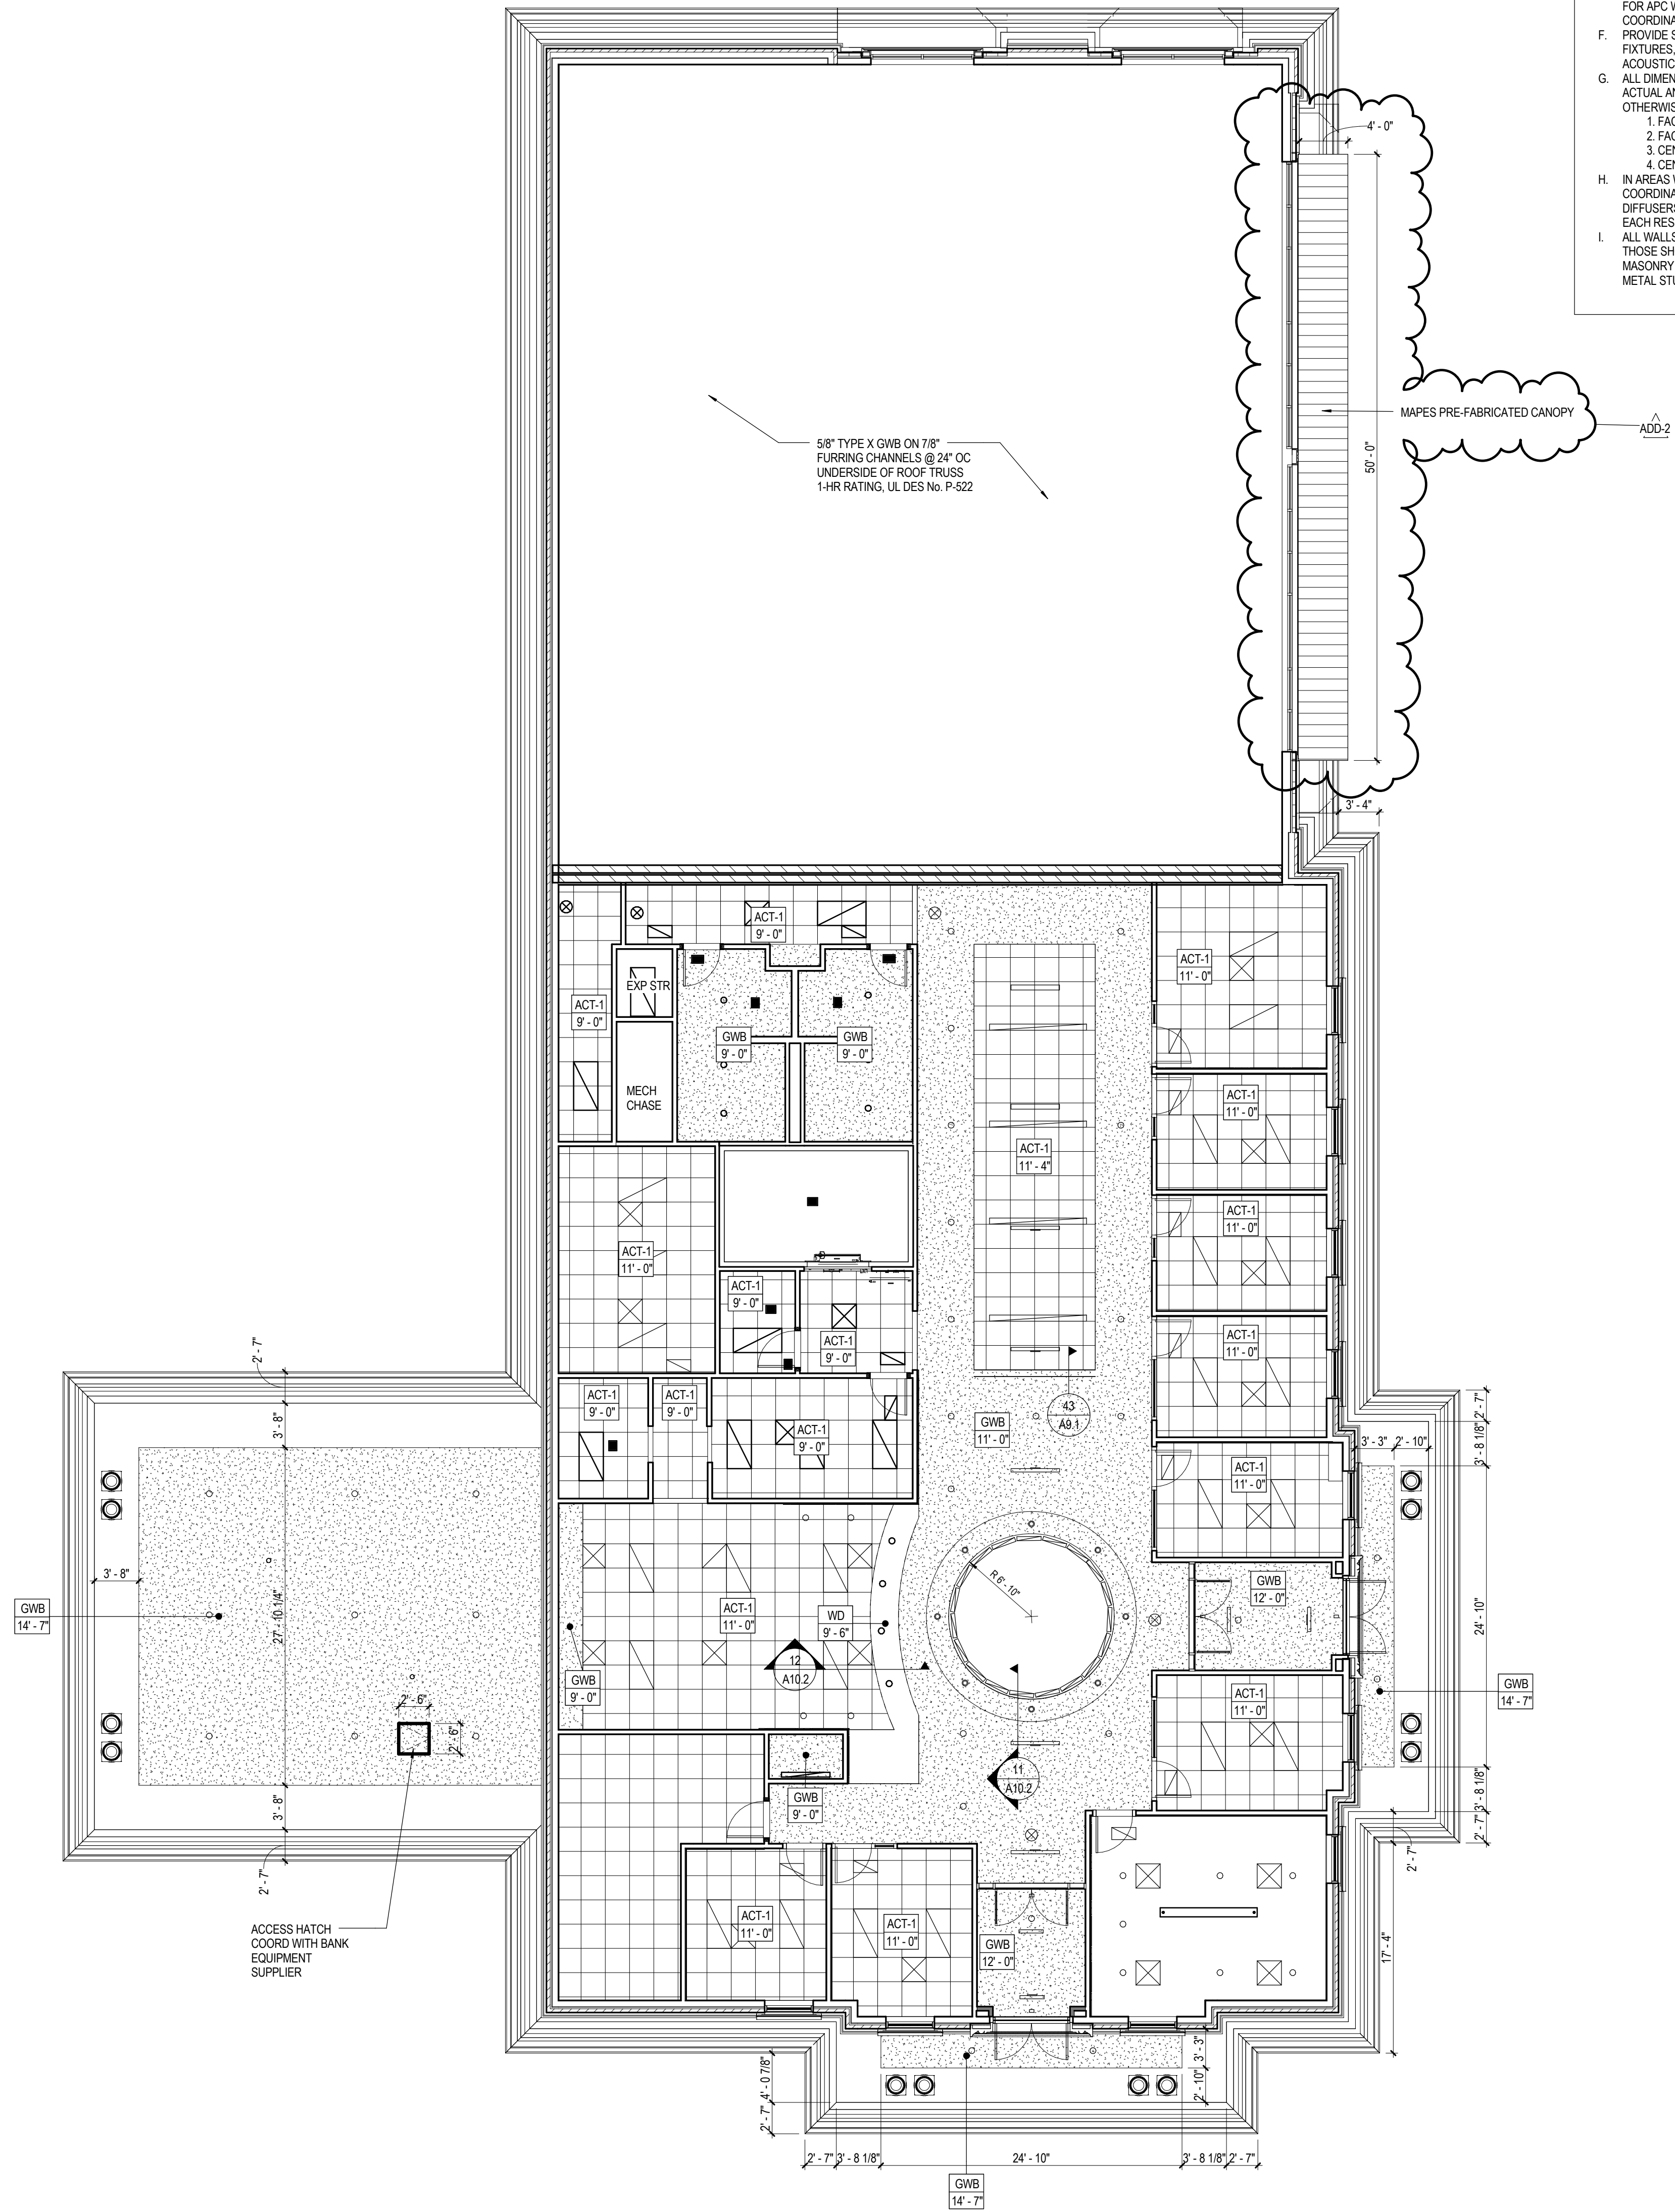 FOR APC
COORDINA
F. PROVIDE
FIXTURES,
ACOUSTIC
G. ALL DIMEN
ACTUAL AN
OTHERWIS
1. FAC
2. FAC
3. CEN
4. CEN
H. IN AREAS
COORDINA
DIFFUSERS
EACH RES
I. ALL WALLS
THOSE SH
MASONRY
METAL STU
4' - 0"
MAPES PRE-FABRICATED CANOPY
ADD-2
50' - 0"
5/8" TYPE X GWB ON 7/8"
FURRING CHANNELS @ 24" OC
UNDERSIDE OF ROOF TRUSS
1-HR RATING, UL DES No. P-522
3' - 4"
ACT-1
9' - 0"
ACT-1
11' - 0"
EXP STR
ACT-1
9' - 0"
GWB
9' - 0"
GWB
9' - 0"
MECH
CHASE
ACT-1
11' - 0"
ACT-1
11' - 4"
ACT-1
11' - 0"
ACT-1
11' - 0"
ACT-1
9' - 0"
ACT-1
9' - 0"
ACT-1
11' - 0"
2' - 7"
3' - 8"
ACT-1
9' - 0"
ACT-1
9' - 0"
ACT-1
9' - 0"
43
A9.1
GWB
11' - 0"
2' - 7"
3' - 8 1/8"
3' - 3"
2' - 10"
ACT-1
11' - 0"
3' - 8"
GWB
14' - 7"
27' - 10 1/4"
R 6' - 10"
GWB
12' - 0"
ACT-1
11' - 0"
WD
9' - 6"
24' - 10"
12
A10.2
GWB
9' - 0"
ACT-1
11' - 0"
GWB
14' - 7"
2' - 6"
2' - 6"
11
A10.2
GWB
9' - 0"
3' - 8"
2' - 7"
3' - 8 1/8"
2' - 7"
2' - 7"
ACCESS HATCH
COORD WITH BANK
EQUIPMENT
SUPPLIER
ACT-1
11' - 0"
ACT-1
11' - 0"
GWB
12' - 0"
17' - 4"
3' - 3"
2' - 10"
4' - 0 7/8"
2' - 7"
2' - 7"
3' - 8 1/8"
24' - 10"
3' - 8 1/8"
2' - 7"
GWB
14' - 7"